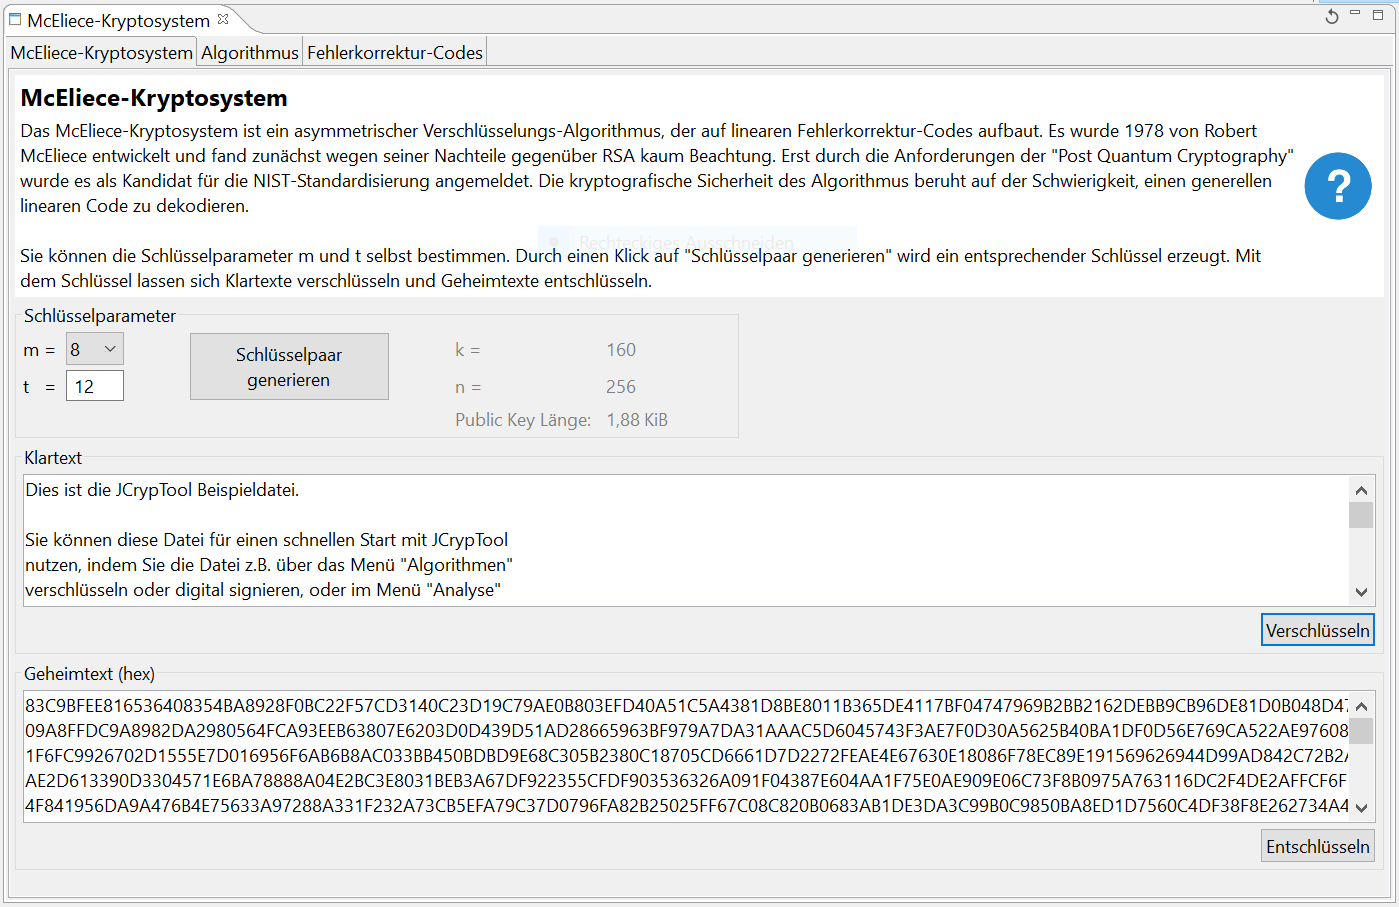 McEliece-Kryptosystem
McEliece-Kryptosystem Algorithmus Fehlerkorrektur-Codes
McEliece-Kryptosystem
Das McEliece-Kryptosystem ist ein asymmetrischer Verschlüsselungs-Algorithmus, der auf linearen Fehlerkorrektur-Codes aufbaut. Es wurde 1978 von Robert
McEliece entwickelt und fand zunächst wegen seiner Nachteile gegenüber RSA kaum Beachtung. Erst durch die Anforderungen der "Post Quantum Cryptography"
wurde es als Kandidat für die NIST-Standardisierung angemeldet. Die kryptografische Sicherheit des Algorithmus beruht auf der Schwierigkeit, einen generellen
linearen Code zu dekodieren.
?
Rechteckiges Ausschneiden
Sie können die Schlüsselparameter m und t selbst bestimmen. Durch einen Klick auf "Schlüsselpaar generieren" wird ein entsprechender Schlüssel erzeugt. Mit
dem Schlüssel lassen sich Klartexte verschlüsseln und Geheimtexte entschlüsseln.
Schlüsselparameter
m = 8
t = 12
Schlüsselpaar
generieren
k = 160
n = 256
Public Key Länge: 1,88 KiB
Klartext
Dies ist die JCrypTool Beispieldatei.
Sie können diese Datei für einen schnellen Start mit JCrypTool
nutzen, indem Sie die Datei z.B. über das Menü "Algorithmen"
verschlüsseln oder digital signieren, oder im Menü "Analyse"
Verschlüsseln
Geheimtext (hex)
83C9BFEE816536408354BA8928F0BC22F57CD3140C23D19C79AE0B803EFD40A51C5A4381D8BE8011B365DE4117BF04747969B2BB2162DEBB9CB96DE81D0B048D47
09A8FFDC9A8982DA2980564FCA93EEB63807E6203D0D439D51AD28665963BF979A7DA31AAAC5D6045743F3AE7F0D30A5625B40BA1DF0D56E769CA522AE97608
1F6FC9926702D1555E7D016956F6AB6B8AC033BB450BDBD9E68C305B2380C18705CD6661D7D2272FEAE4E67630E18086F78EC89E191569626944D99AD842C72B2A
AE2D613390D3304571E6BA78888A04E2BC3E8031BEB3A67DF922355CFDF903536326A091F04387E604AA1F75E0AE909E06C73F8B0975A763116DC2F4DE2AFFCF6F
4F841956DA9A476B4E75633A97288A331F232A73CB5EFA79C37D0796FA82B25025FF67C08C820B0683AB1DE3DA3C99B0C9850BA8ED1D7560C4DF38F8E262734A4
Entschlüsseln